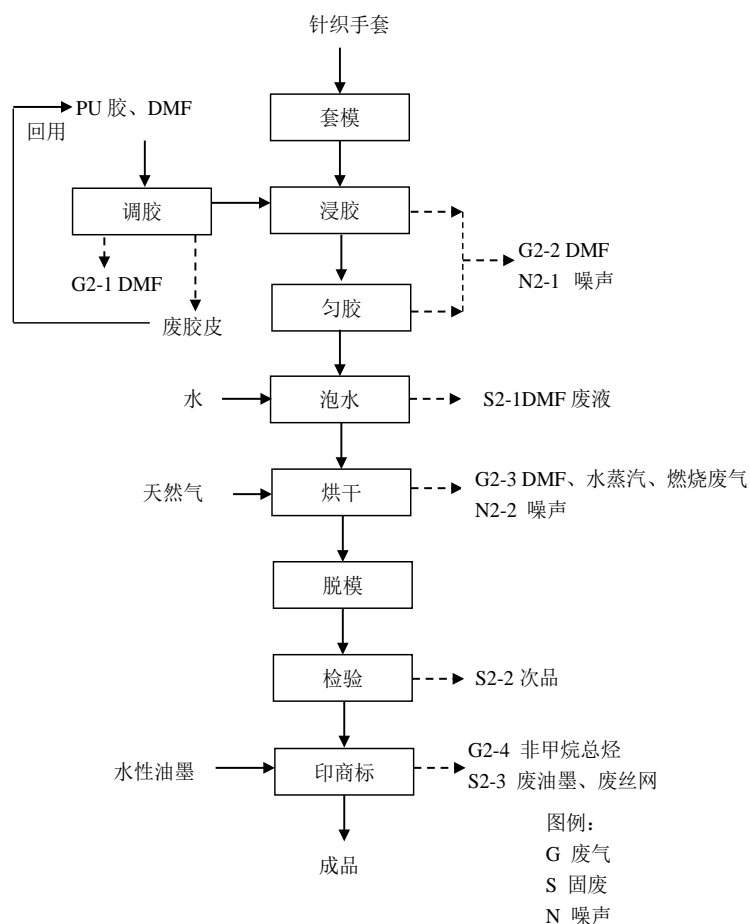 针织手套
PU 胶、DMF
回用
套模
调胶
浸胶
G2-1 DMF
G2-2 DMF
N2-1 噪声
废胶皮
匀胶
水
泡水
S2-1DMF 废液
天然气
烘干
G2-3 DMF、水蒸汽、燃烧废气
N2-2 噪声
脱模
检验
S2-2 次品
水性油墨
印商标
G2-4 非甲烷总烃
S2-3 废油墨、废丝网
成品
图例：
G 废气
S 固废
N 噪声